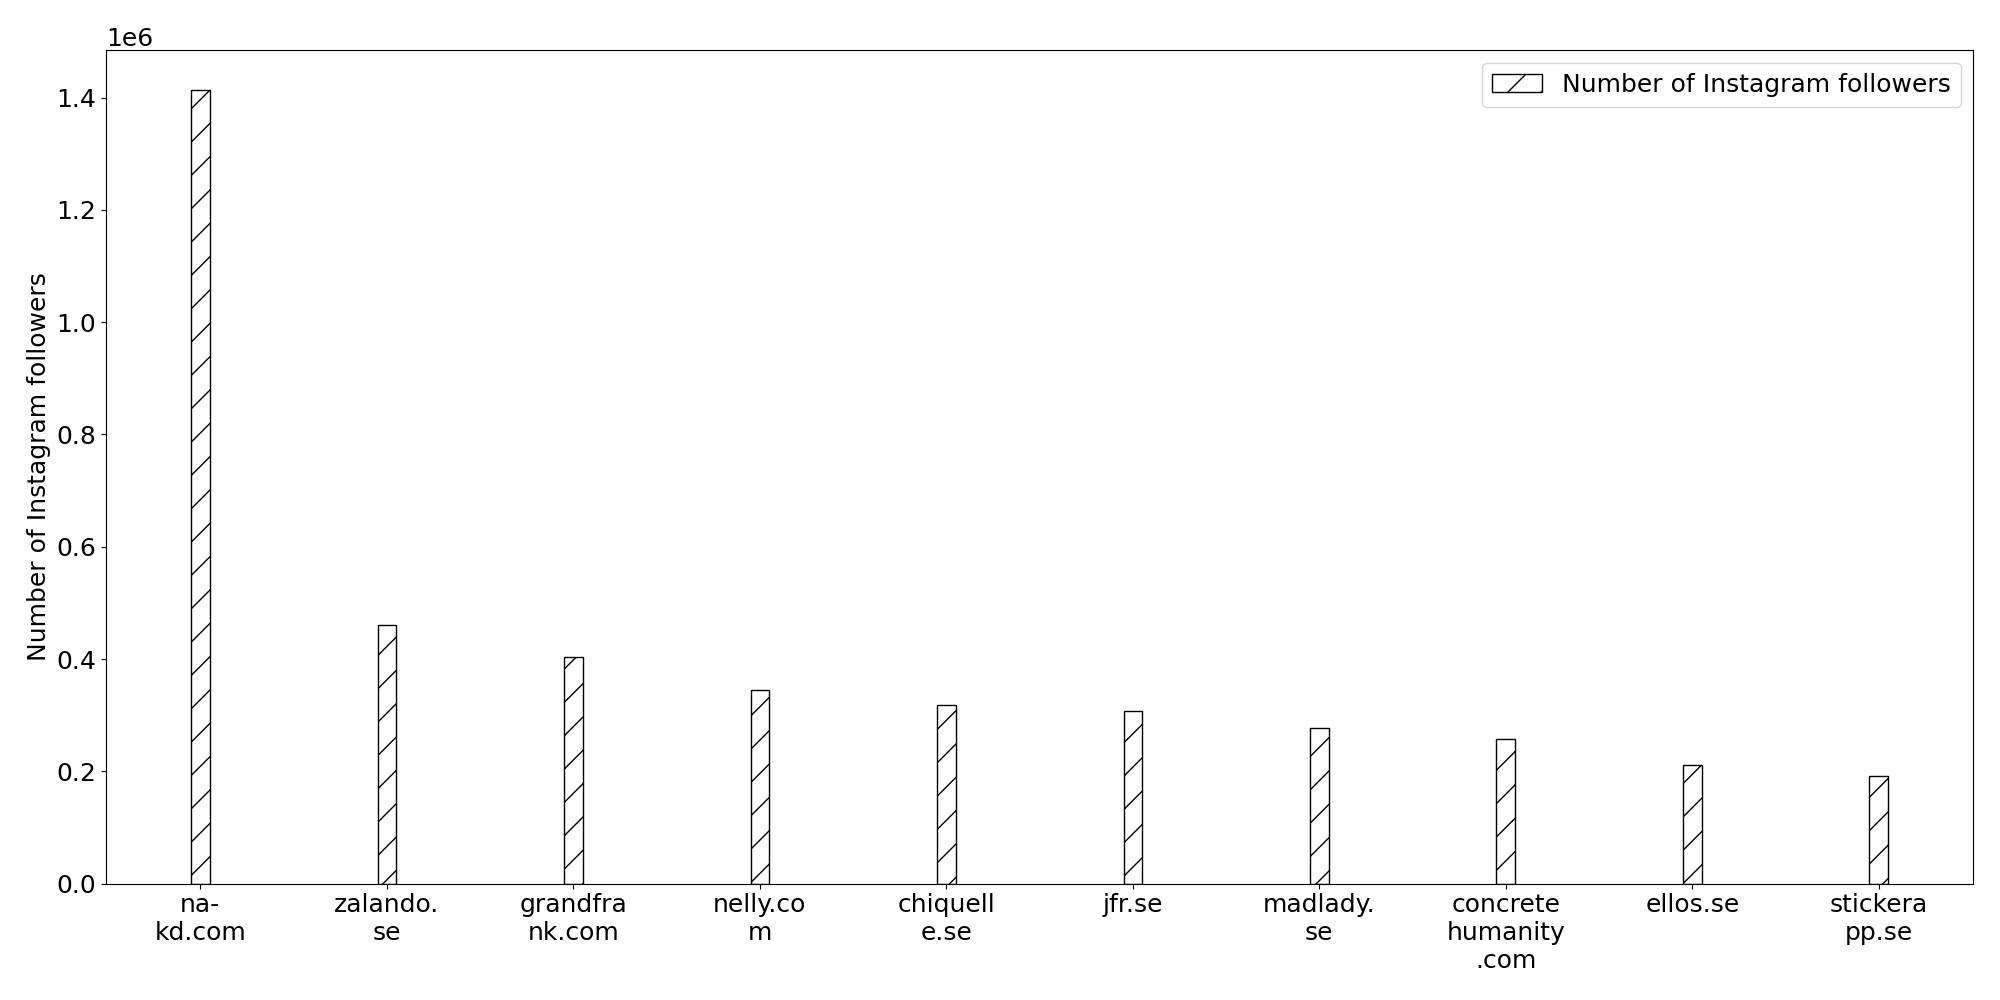 1e6
Number of Instagram followers
1.4
1.2
1.0
0.8
0.6
0.4
0.2
0.0
Number of Instagram followers
na-
kd.com
zalando.
se
grandfra
nk.com
nelly.co
m
chiquell
e.se
jfr.se
madlady.
se
concrete
humanity
.com
ellos.se
stickera
pp.se